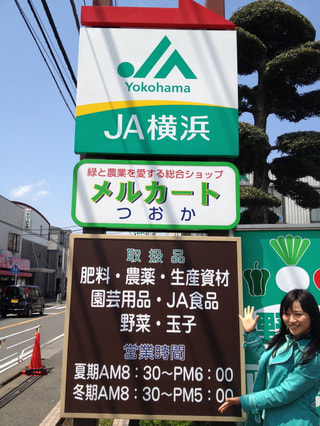 Yokohama
JA横浜
緑と農業を愛する総合ショップ
メルカート
つおか
取扱品
肥料・農薬・生産資材
園芸用品・JA食品
野菜・玉子
営業時間
夏期AM8:30〜PM6:00
冬期AM8:30〜PM5:00